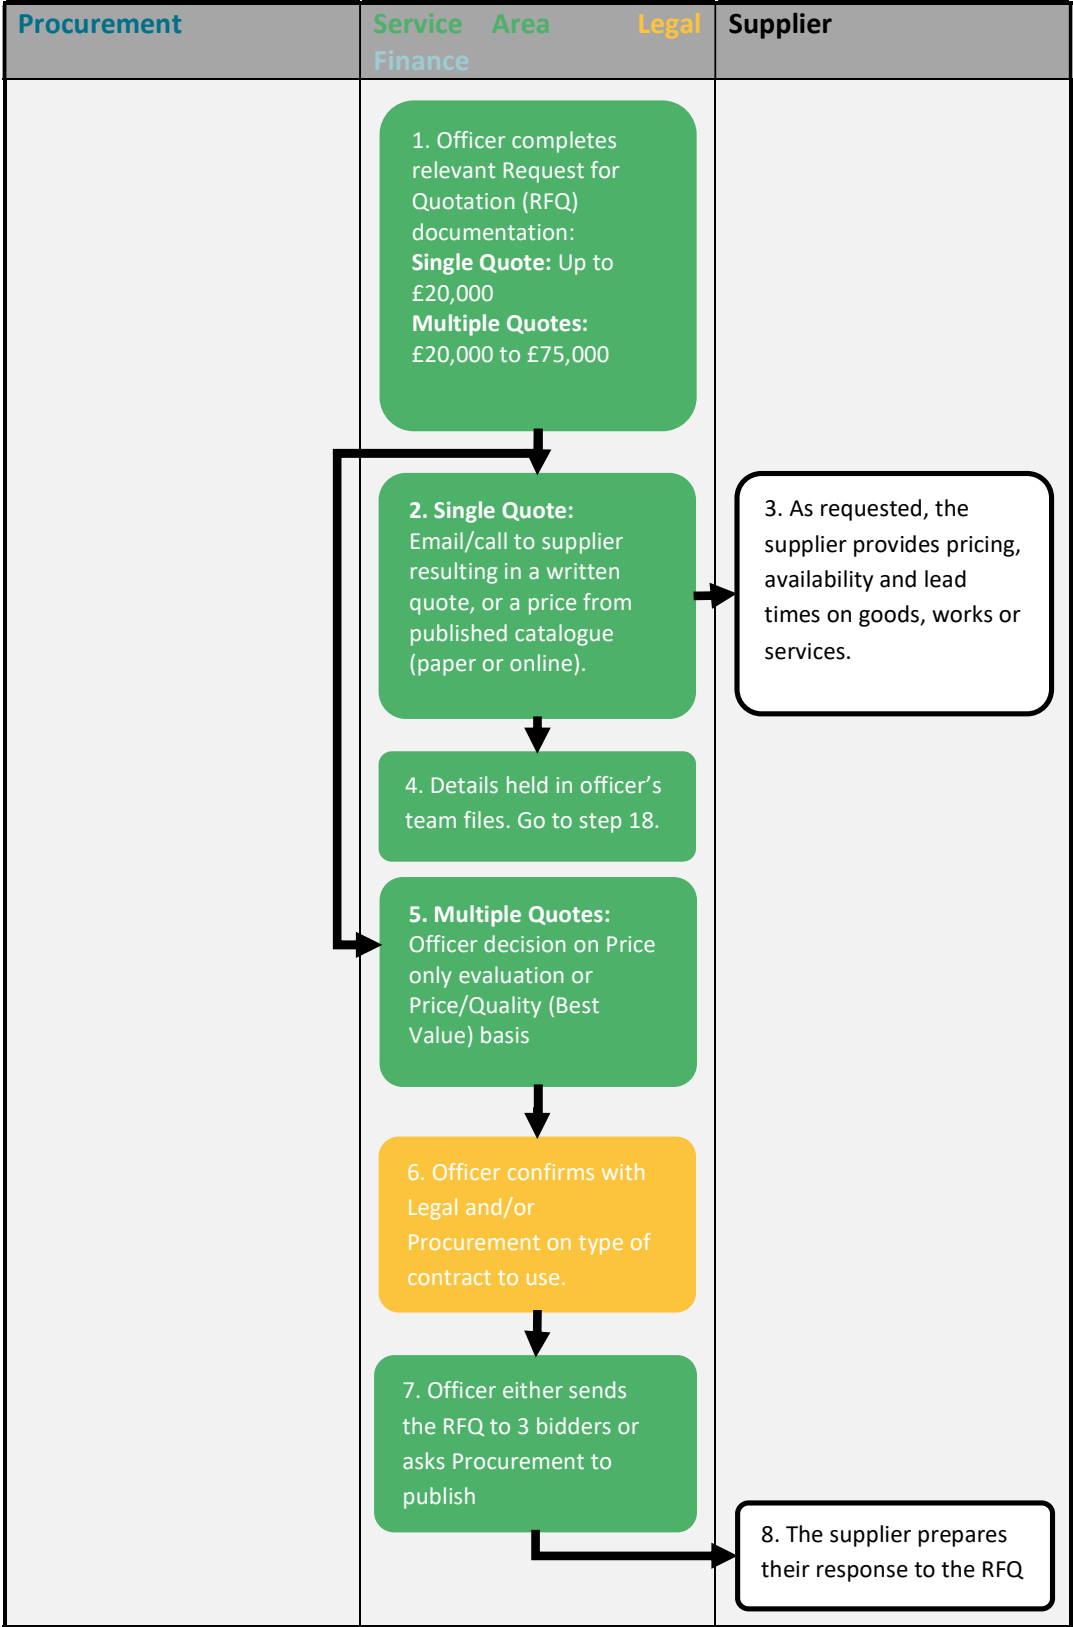 Procurement
Service Area Legal
Finance
Supplier
1. Officer completes
relevant Request for
Quotation (RFQ)
documentation:
Single Quote: Up to
£20,000
Multiple Quotes:
£20,000 to £75,000
2. Single Quote:
Email/call to supplier
resulting in a written
quote, or a price from
published catalogue
(paper or online).
3. As requested, the
supplier provides pricing,
availability and lead
times on goods, works or
services.
4. Details held in officer’s
team files. Go to step 18.
5. Multiple Quotes:
Officer decision on Price
only evaluation or
Price/Quality (Best
Value) basis
6. Officer confirms with
Legal and/or
Procurement on type of
contract to use.
7. Officer either sends
the RFQ to 3 bidders or
asks Procurement to
publish
8. The supplier prepares
their response to the RFQ